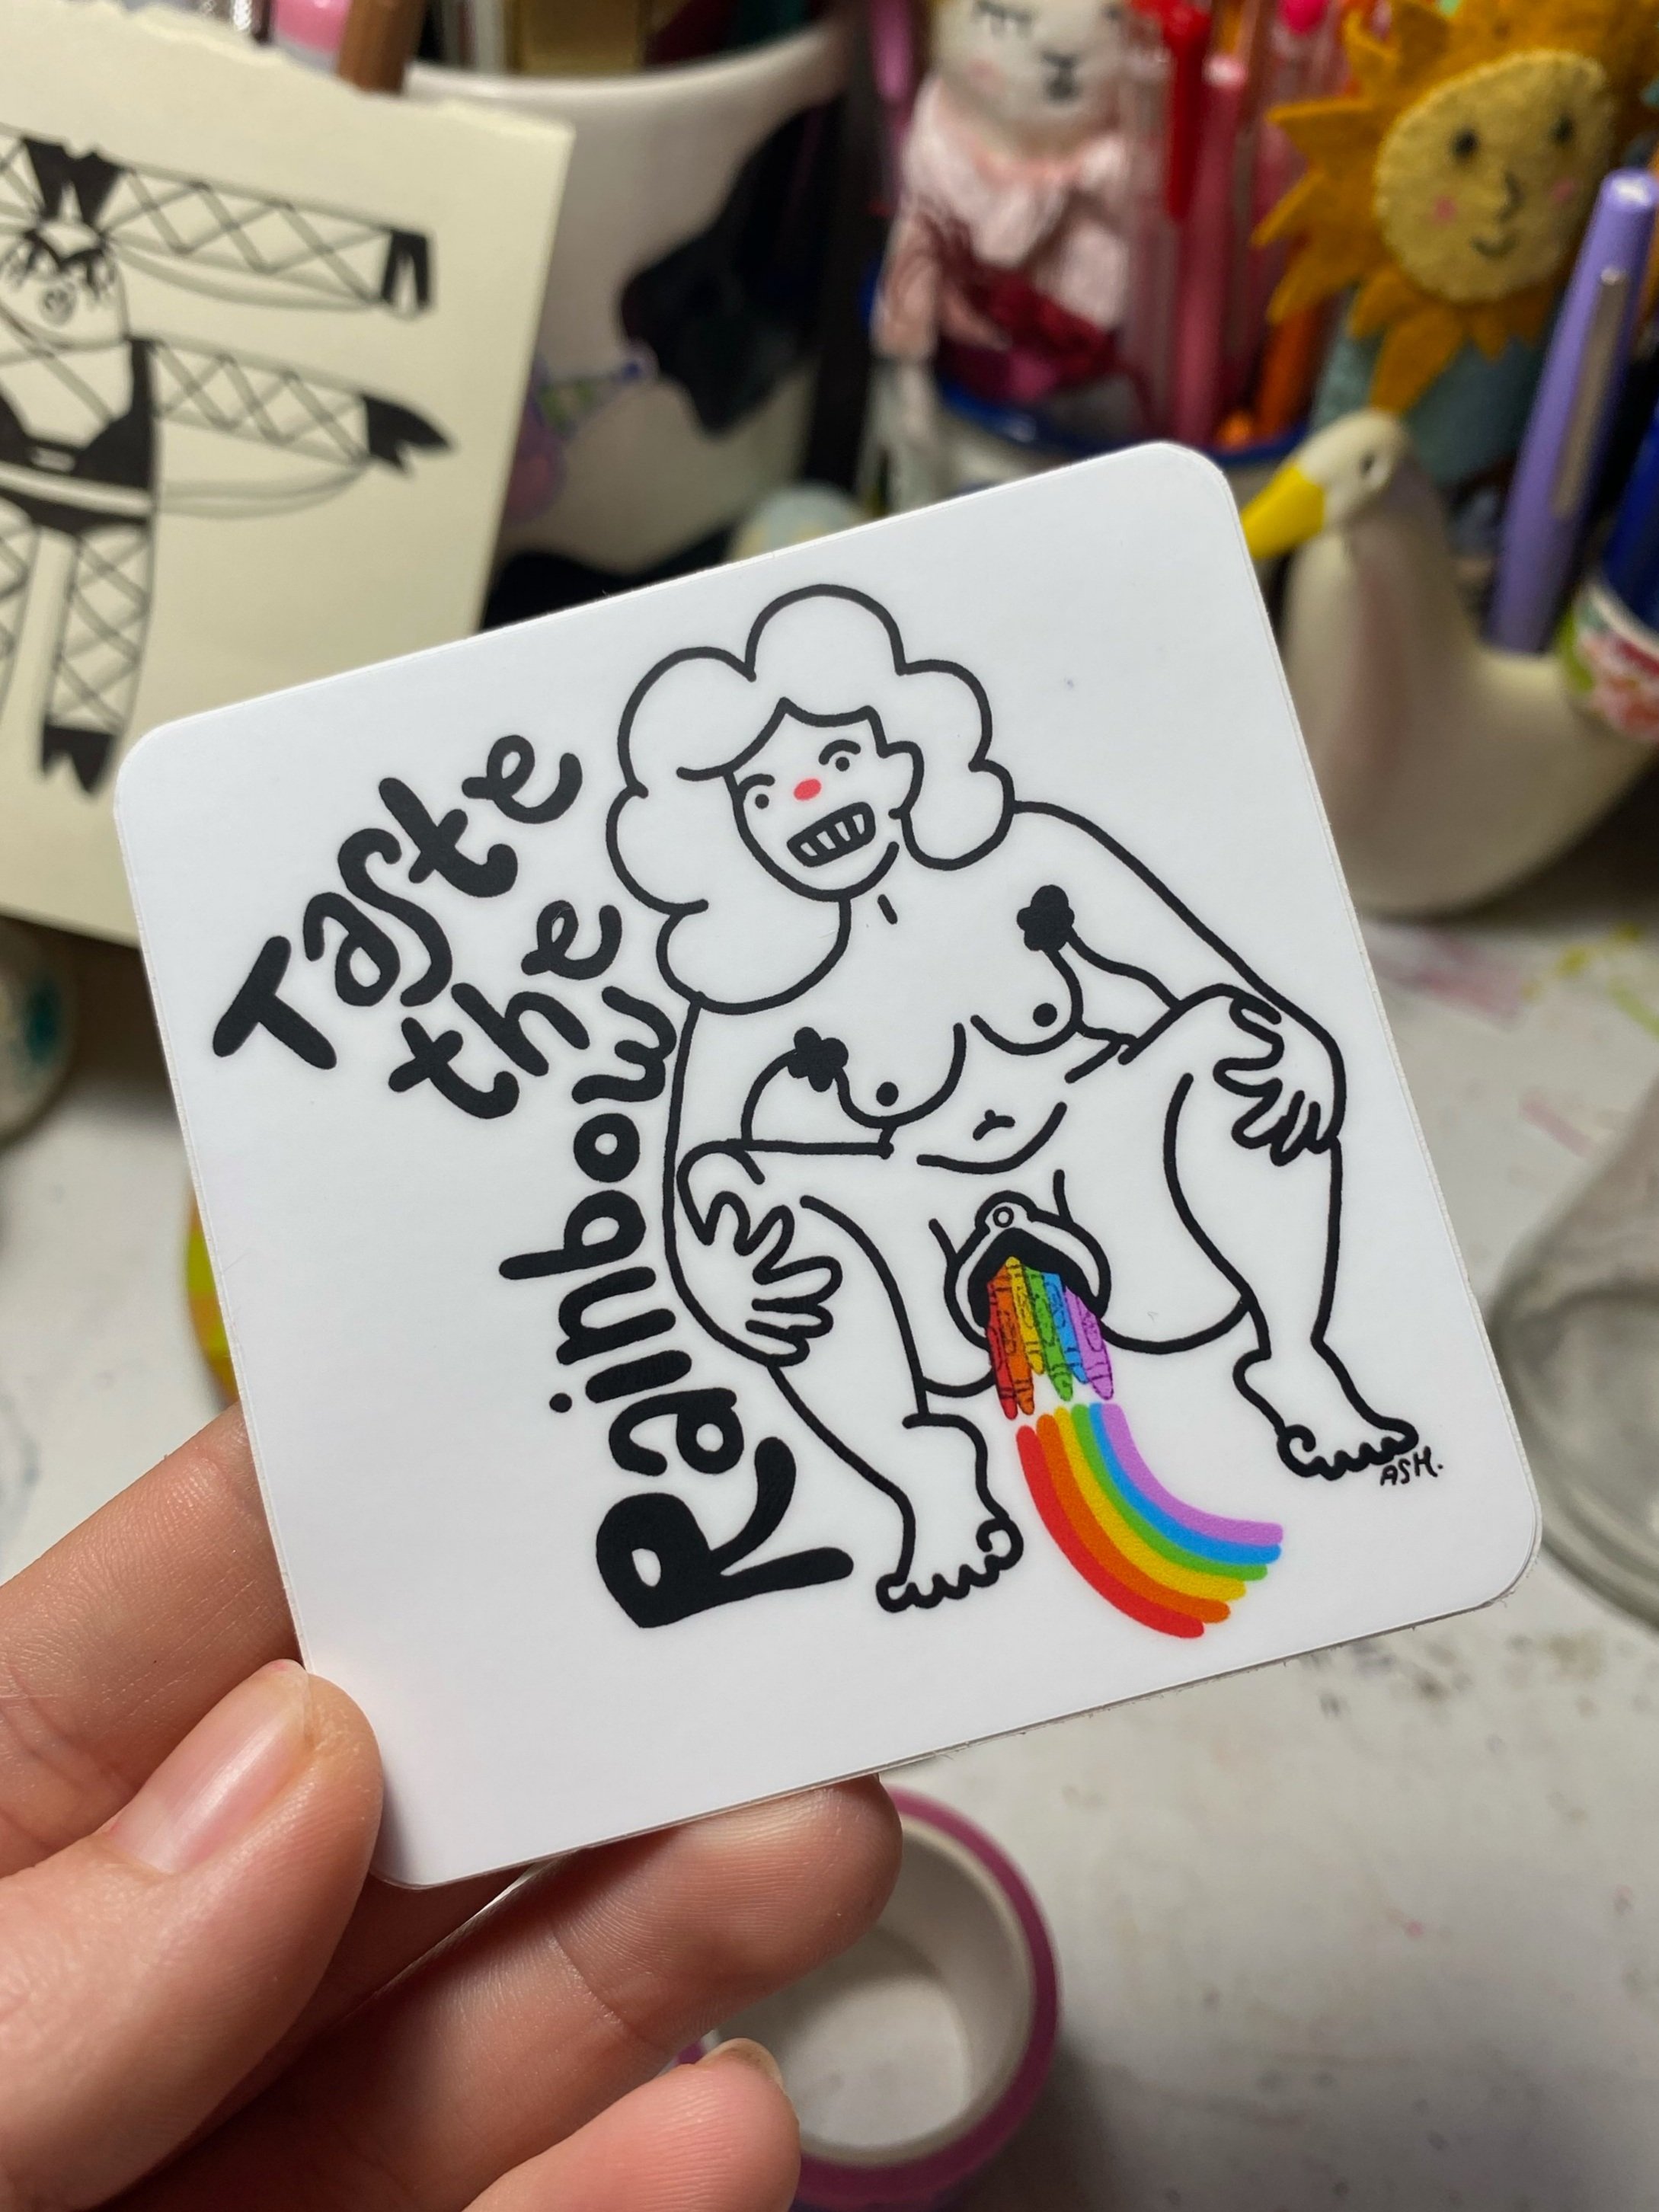 Taste
the
Rainbow
ASH.